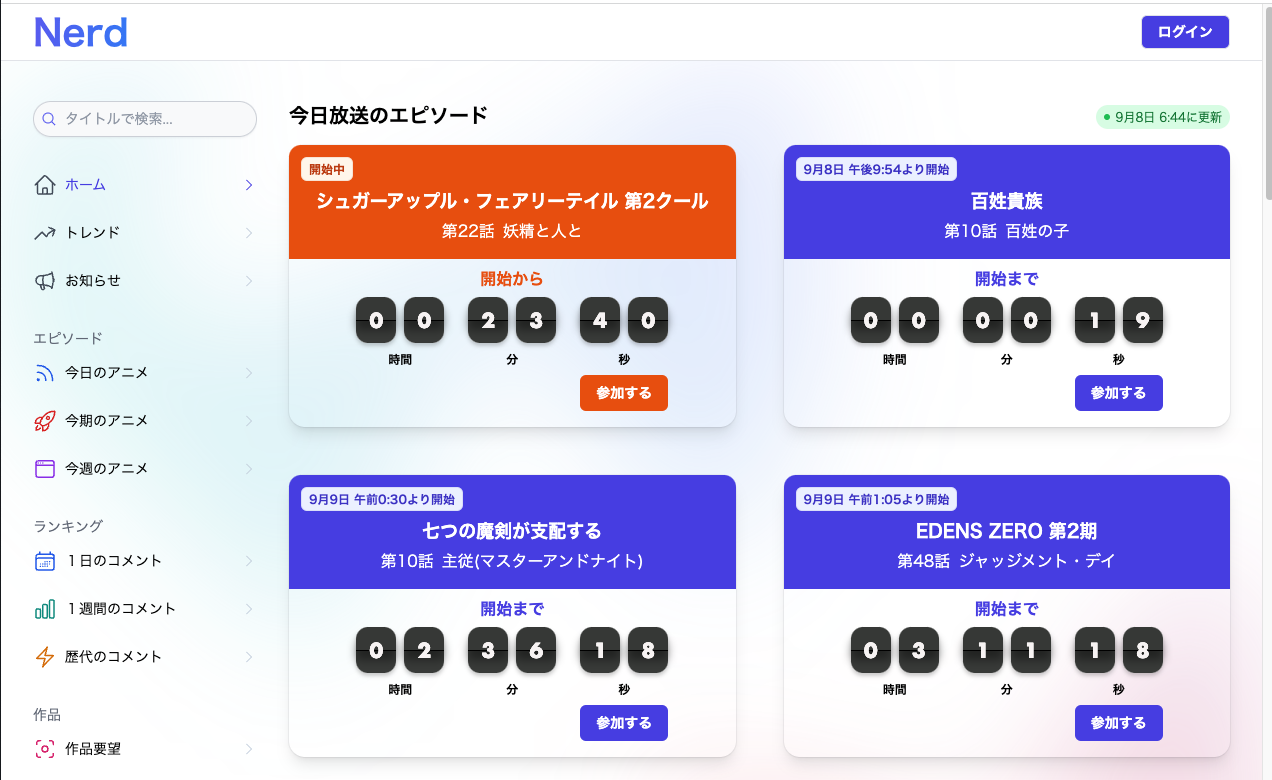 Nerd
ログイン
タイトルで検索...
ホーム
トレンド
お知らせ
エピソード
今日のアニメ
今期のアニメ
今週のアニメ
ランキング
1日のコメント
1週間のコメント
歴代のコメント
作品
作品要望
今日放送のエピソード
9月8日 6:44に更新
開始中
シュガーアップル・フェアリーテイル 第2クール
第22話 妖精と人と
開始から
0 0 2 3 4 0
時間 分 秒
参加する
9月8日 午後9:54より開始
百姓貴族
第10話 百姓の子
開始まで
0 0 0 0 1 9
時間 分 秒
参加する
9月9日 午前0:30より開始
七つの魔剣が支配する
第10話 主従(マスターアンドナイト)
開始まで
0 2 3 6 1 8
時間 分 秒
参加する
9月9日 午前1:05より開始
EDENS ZERO 第2期
第48話 ジャッジメント・デイ
開始まで
0 3 1 1 1 8
時間 分 秒
参加する